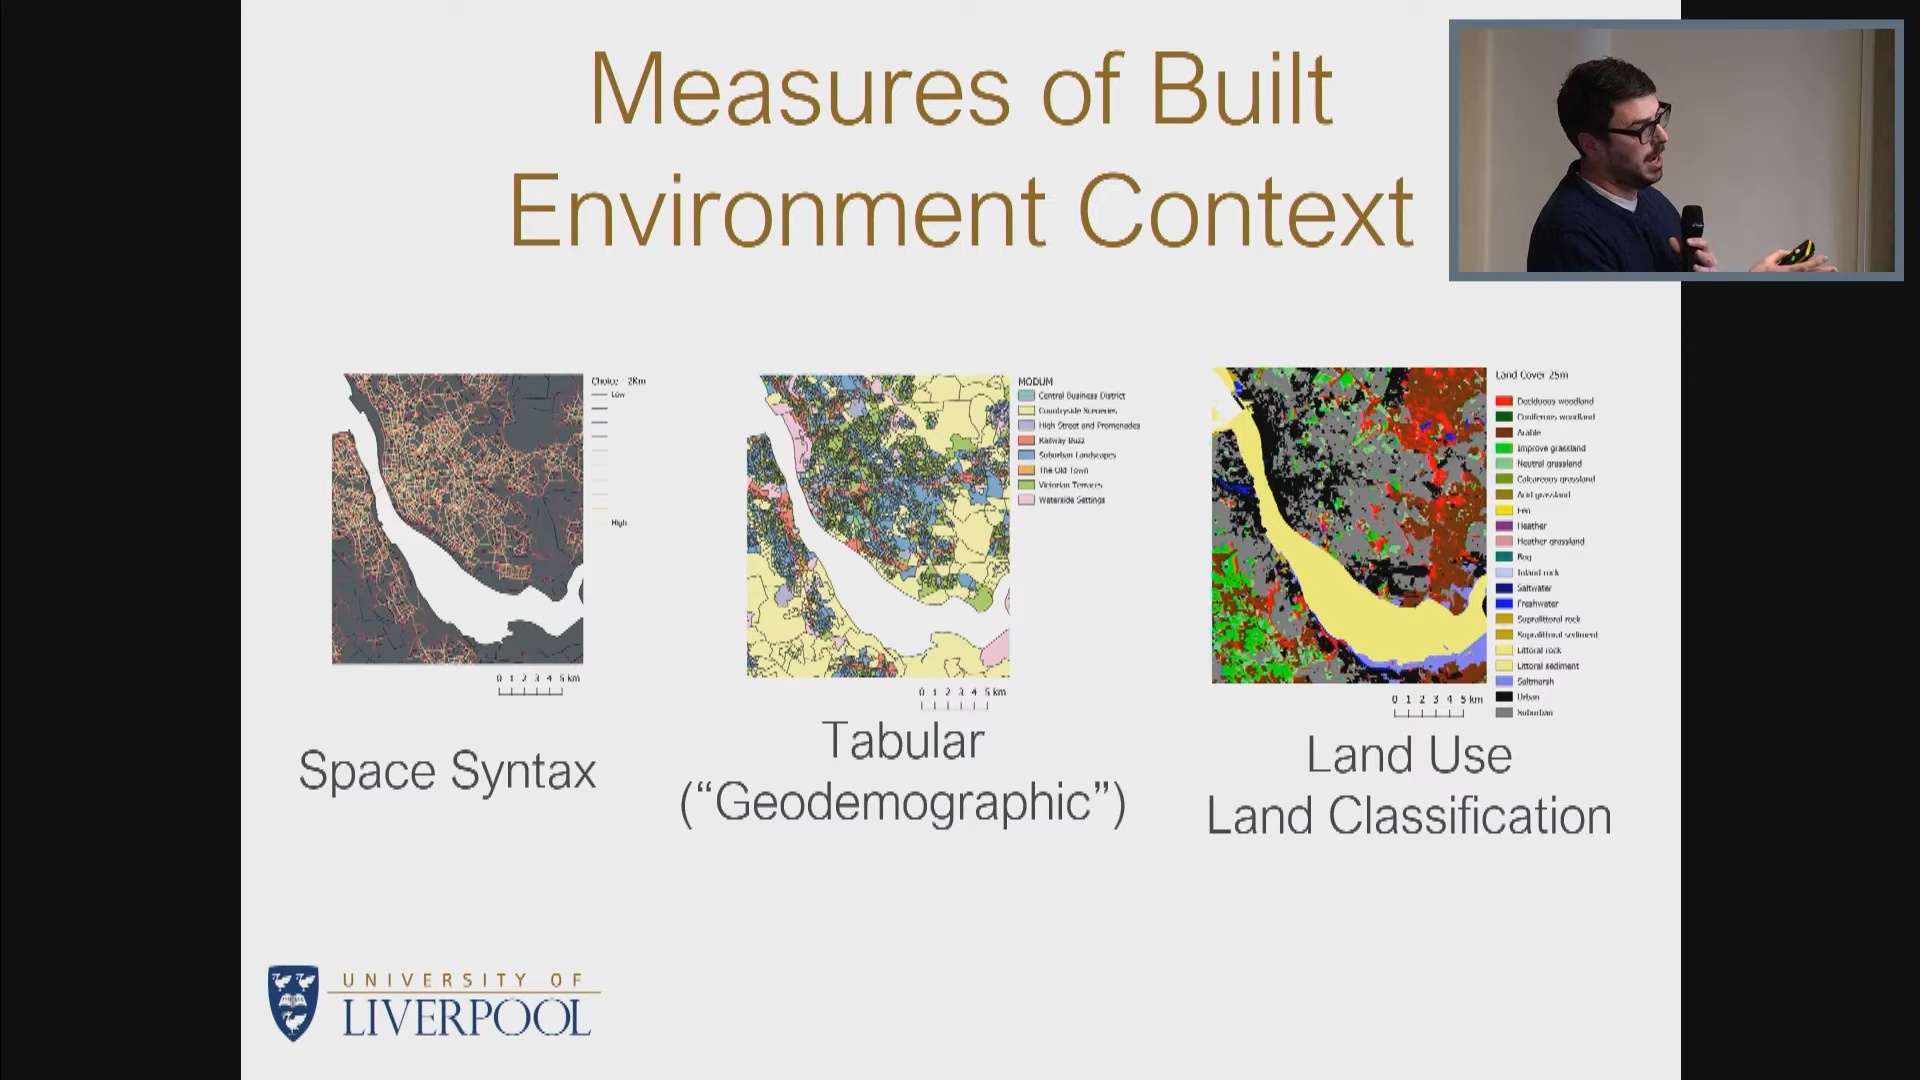 Measures of Built
Environment Context
Choice - 2Km
Low
High
0 1 2 3 4 5 km
Space Syntax
MODUM
Central Business District
Countryside Sceneries
High Street and Promenades
Railway Buzz
Suburban Landscapes
The Old Town
Victorian Terraces
Waterside Settings
0 1 2 3 4 5 km
Tabular
(“Geodemographic”)
Land Cover 25m
Deciduous woodland
Coniferous woodland
Arable
Improve grassland
Neutral grassland
Calcareous grassland
Acid grassland
Fen
Heather
Heather grassland
Bog
Inland rock
Saltwater
Freshwater
Supralittoral rock
Supralittoral sediment
Littoral rock
Littoral sediment
Saltmarsh
Urban
Suburban
0 1 2 3 4 5 km
Land Use
Land Classification
UNIVERSITY OF
LIVERPOOL